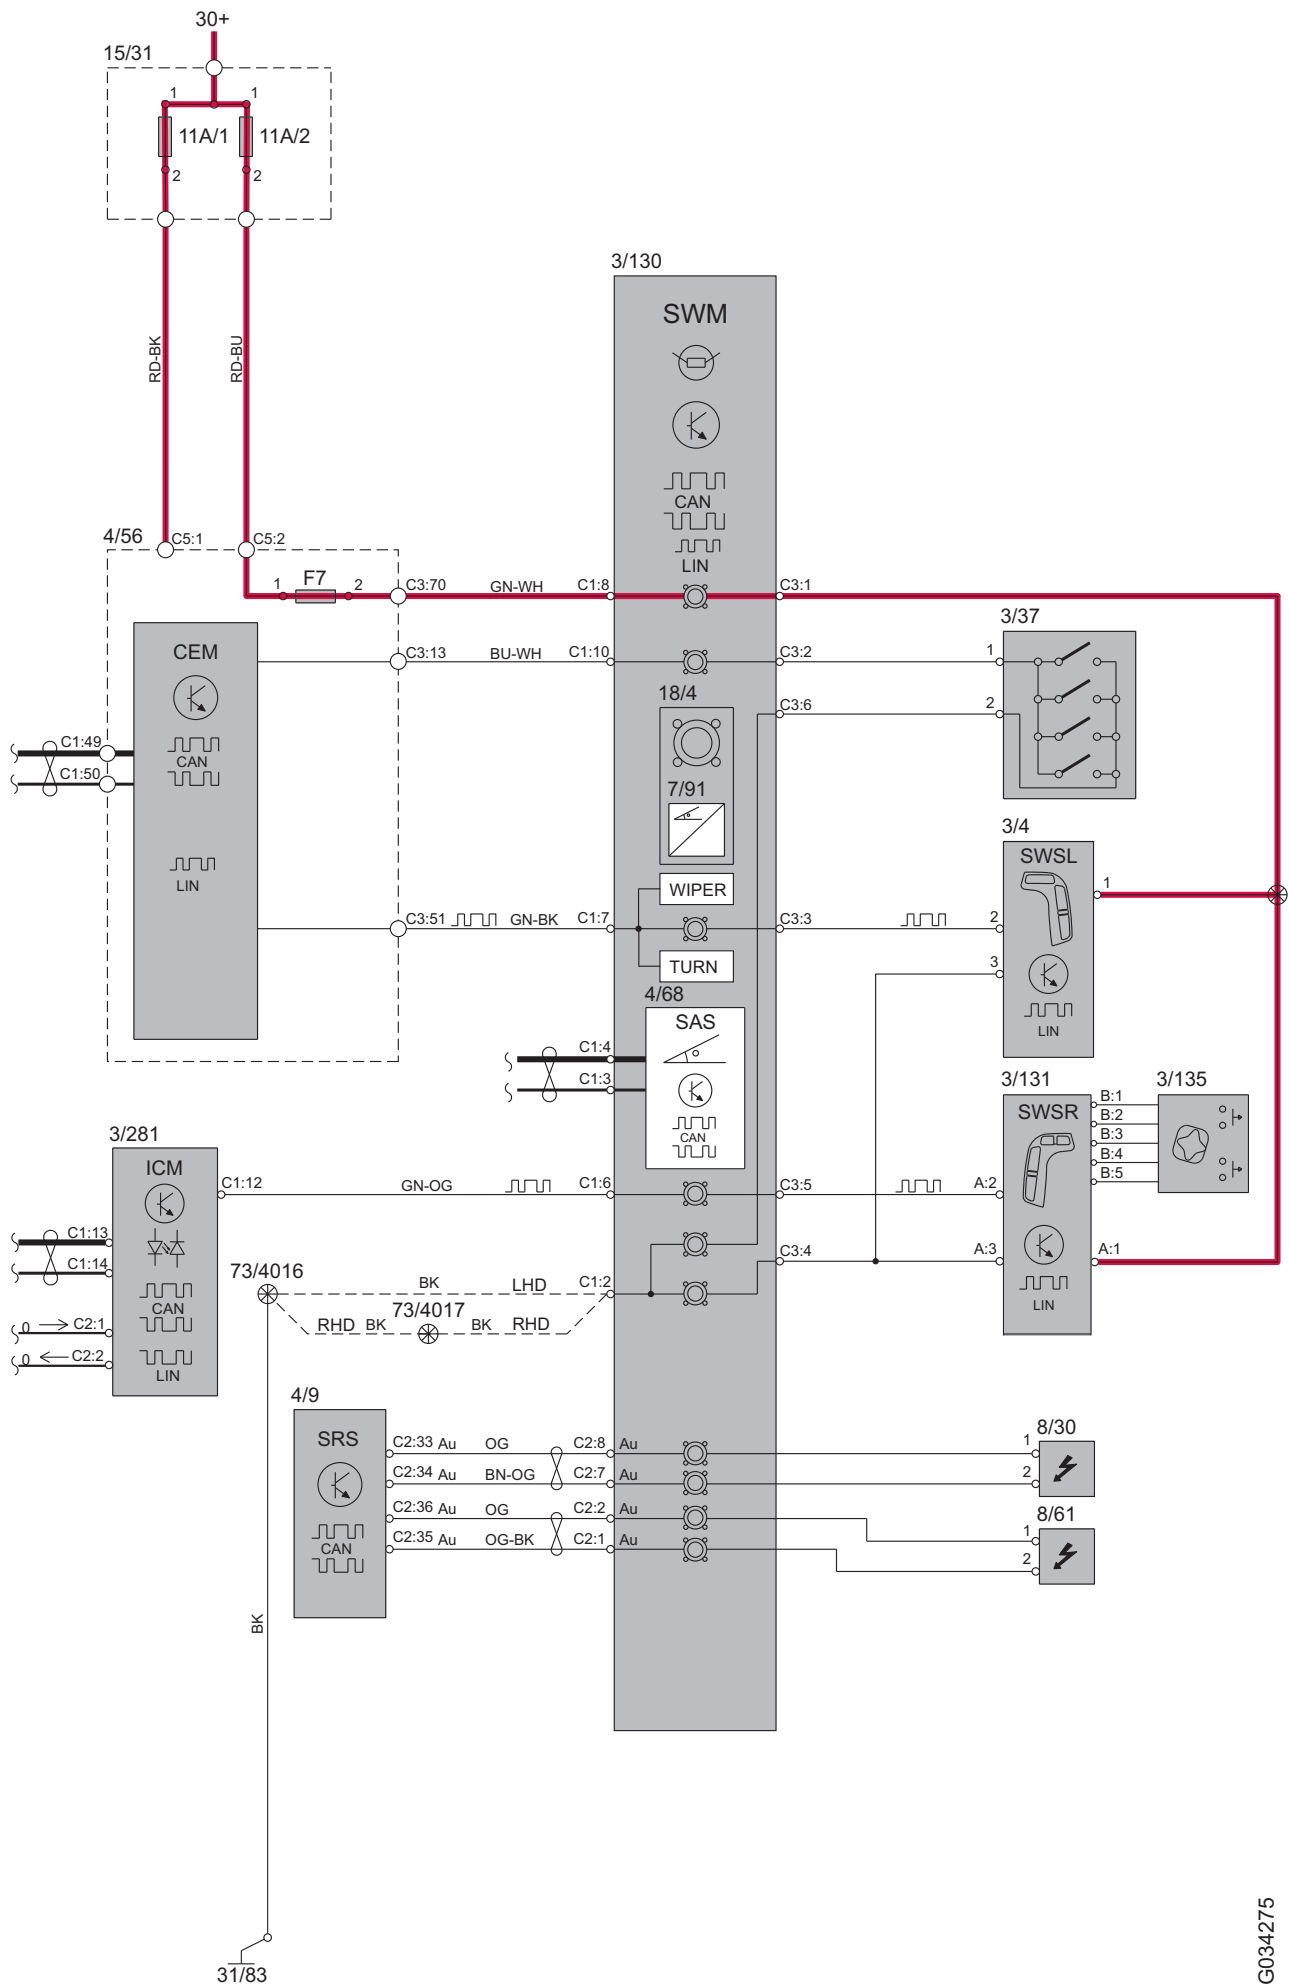 30+
15/31
1 1
11A/1 11A/2
2 2
RD-BK
RD-BU
4/56
C5:1
C5:2
1 F7 2
C3:70 GN-WH C1:8
C3:13 BU-WH C1:10
CEM
CAN
LIN
C1:49
C1:50
C3:51 GN-BK C1:7
3/130
SWM
CAN
LIN
C3:1
C3:2
18/4
C3:6
7/91
WIPER
C3:3
TURN
4/68
SAS
CAN
C1:4
C1:3
3/37
1
2
3/4
SWSL
1
2
3
LIN
3/131
SWSR
B:1
B:2
B:3
B:4
B:5
3/135
A:2
A:3
A:1
LIN
3/281
ICM
C1:12 GN-OG C1:6
C3:5
C1:13
C1:14
CAN
0 C2:1
0 C2:2
LIN
C3:4
73/4016
BK LHD C1:2
73/4017
RHD BK BK RHD
4/9
SRS
CAN
C2:33 Au OG C2:8 Au
C2:34 Au BN-OG C2:7 Au
C2:36 Au OG C2:2 Au
C2:35 Au OG-BK C2:1 Au
8/30
1
2
8/61
1
2
BK
31/83
G034275